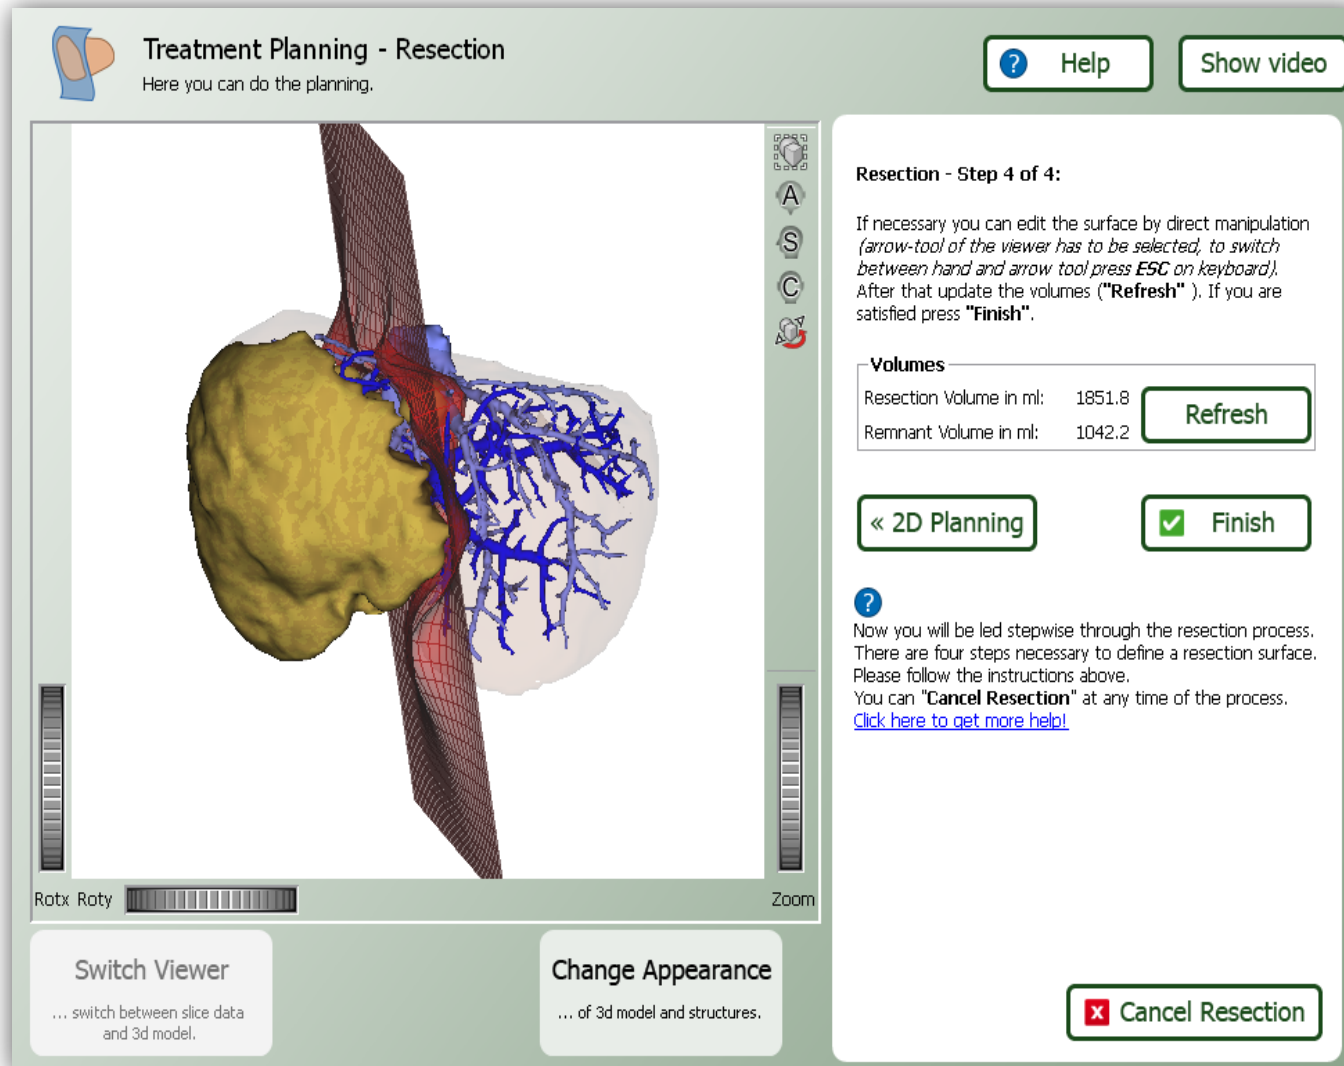 Treatment Planning - Resection
Here you can do the planning.
? Help
Show video
A
S
C
Rotx Roty
Zoom
Switch Viewer
... switch between slice data
and 3d model.
Change Appearance
... of 3d model and structures.
Resection - Step 4 of 4:
If necessary you can edit the surface by direct manipulation
(arrow-tool of the viewer has to be selected, to switch
between hand and arrow tool press ESC on keyboard).
After that update the volumes ("Refresh" ). If you are
satisfied press "Finish".
Volumes
Resection Volume in ml: 1851.8
Remnant Volume in ml: 1042.2
Refresh
« 2D Planning
Finish
?
Now you will be led stepwise through the resection process.
There are four steps necessary to define a resection surface.
Please follow the instructions above.
You can "Cancel Resection" at any time of the process.
Click here to get more help!
x Cancel Resection